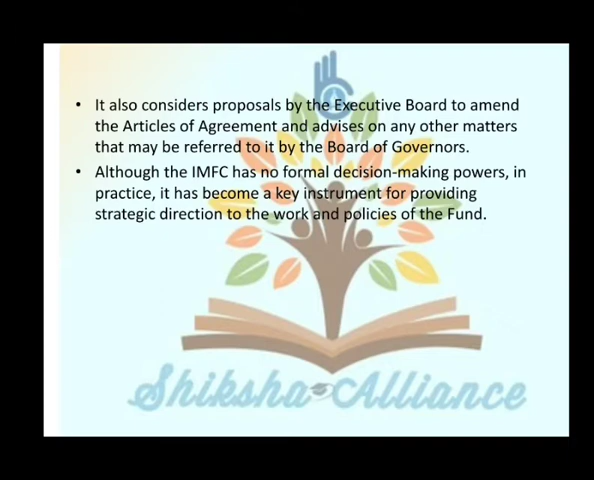 • It also considers proposals by the Executive Board to amend
the Articles of Agreement and advises on any other matters
that may be referred to it by the Board of Governors.
• Although the IMFC has no formal decision-making powers, in
practice, it has become a key instrument for providing
strategic direction to the work and policies of the Fund.
Shiksha Alliance